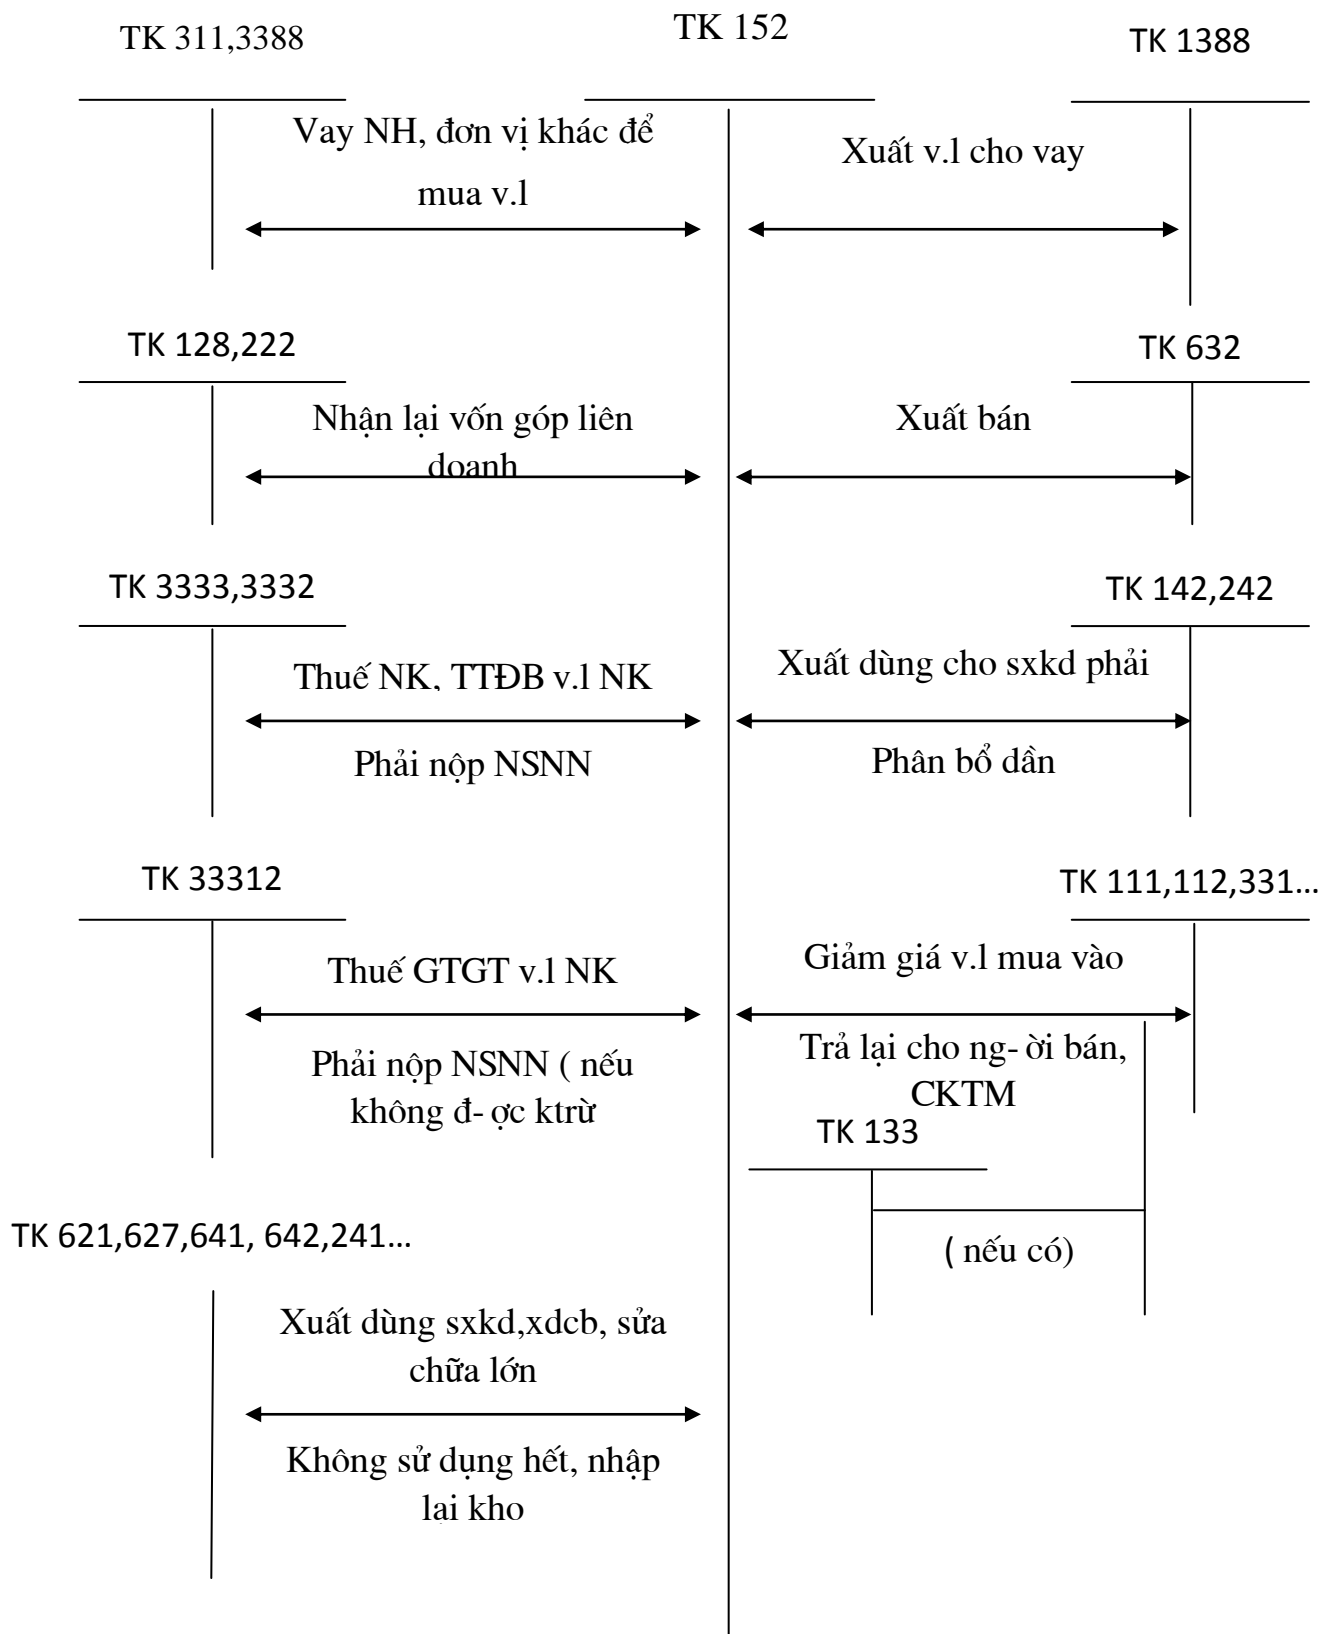 TK 311,3388
TK 152
TK 1388
Vay NH, đơn vị khác để
mua v.l
Xuất v.l cho vay
TK 128,222
TK 632
Nhận lại vốn góp liên
doanh
Xuất bán
TK 3333,3332
TK 142,242
Thuế NK, TTĐB v.l NK
Phải nộp NSNN
Xuất dùng cho sxkd phải
Phân bổ dần
TK 33312
TK 111,112,331...
Thuế GTGT v.l NK
Phải nộp NSNN ( nếu
không đ- ợc ktrừ
Giảm giá v.l mua vào
Trả lại cho ng- ời bán,
CKTM
TK 133
( nếu có)
TK 621,627,641, 642,241...
Xuất dùng sxkd,xdcb, sửa
chữa lớn
Không sử dụng hết, nhập
lại kho